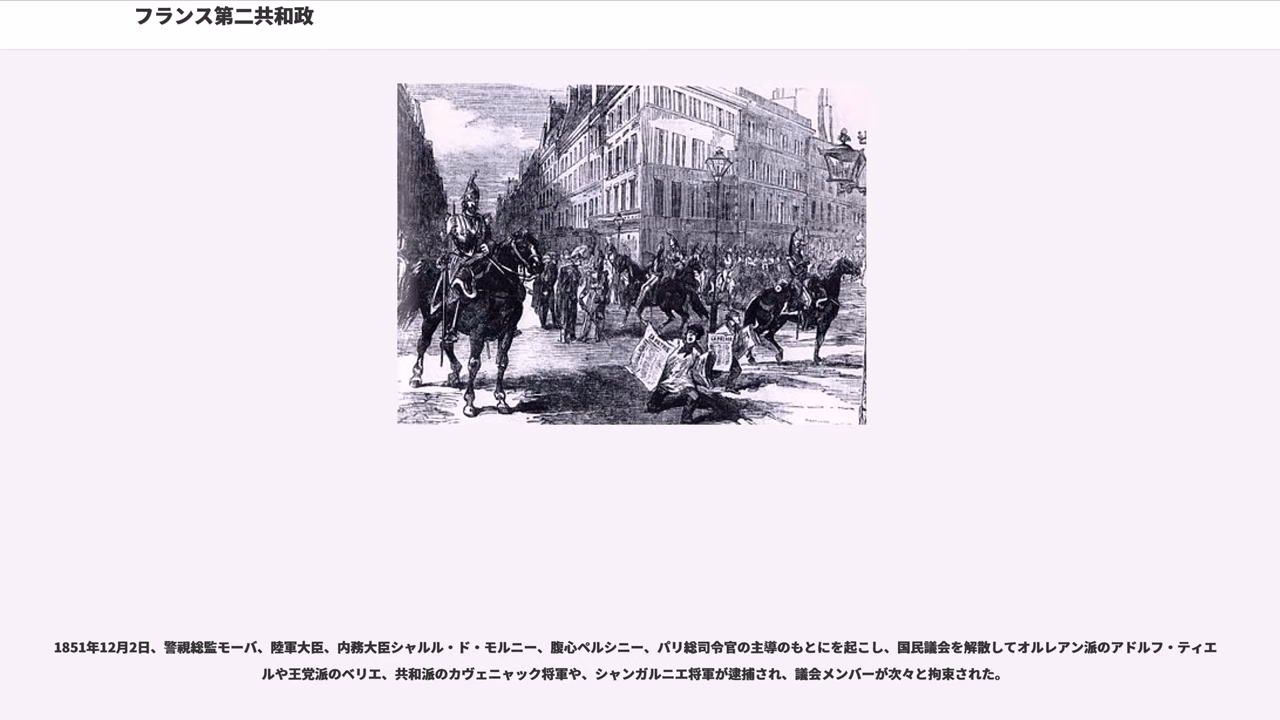 フランス第二共和政
1851年12月2日、警視総監モーパ、陸軍大臣、内務大臣シャルル・ド・モルニー、腹心ペルシニー、パリ総司令官の主導のもとにを起こし、国民議会を解散してオルレアン派のアドルフ・ティエ
ルや王党派のベリエ、共和派のカヴェニャック将軍や、シャンガルニエ将軍が逮捕され、議会メンバーが次々と拘束された。